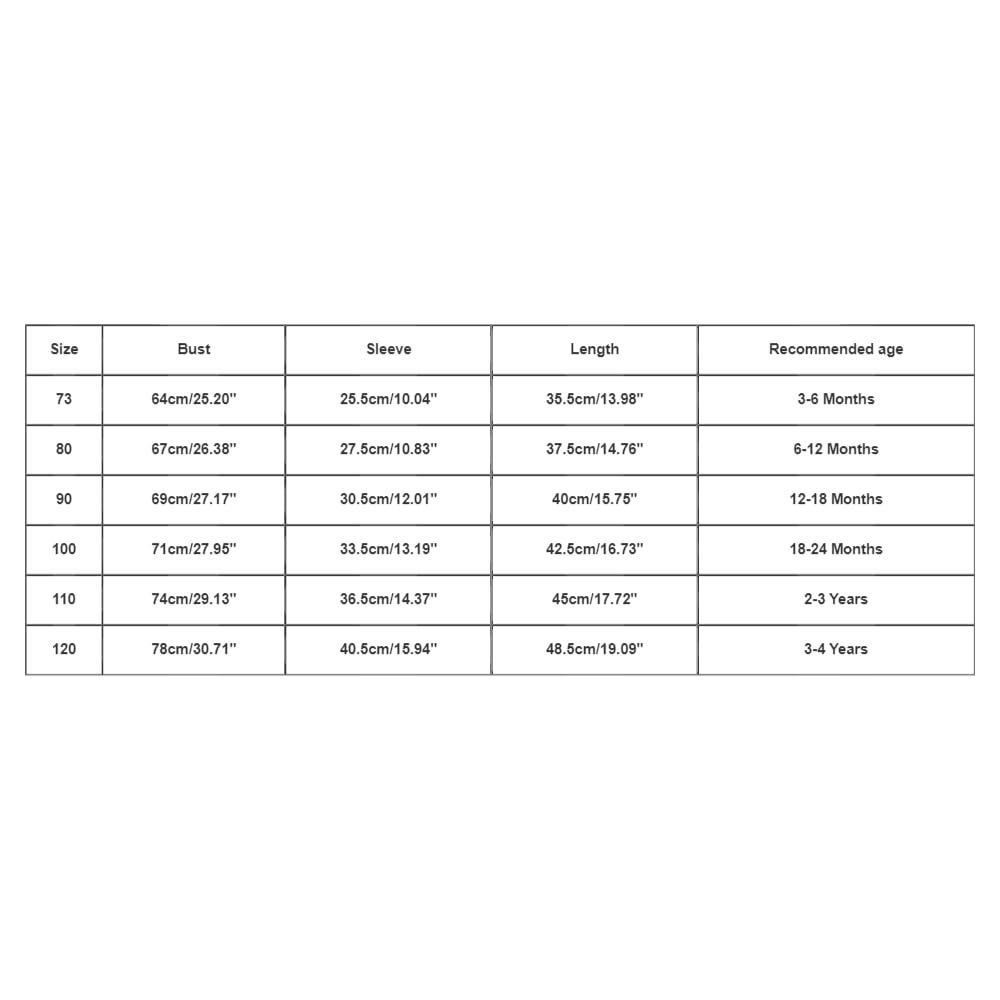 Size Bust Sleeve Length Recommended age
73 64cm/25.20" 25.5cm/10.04" 35.5cm/13.98" 3-6 Months
80 67cm/26.38" 27.5cm/10.83" 37.5cm/14.76" 6-12 Months
90 69cm/27.17" 30.5cm/12.01" 40cm/15.75" 12-18 Months
100 71cm/27.95" 33.5cm/13.19" 42.5cm/16.73" 18-24 Months
110 74cm/29.13" 36.5cm/14.37" 45cm/17.72" 2-3 Years
120 78cm/30.71" 40.5cm/15.94" 48.5cm/19.09" 3-4 Years